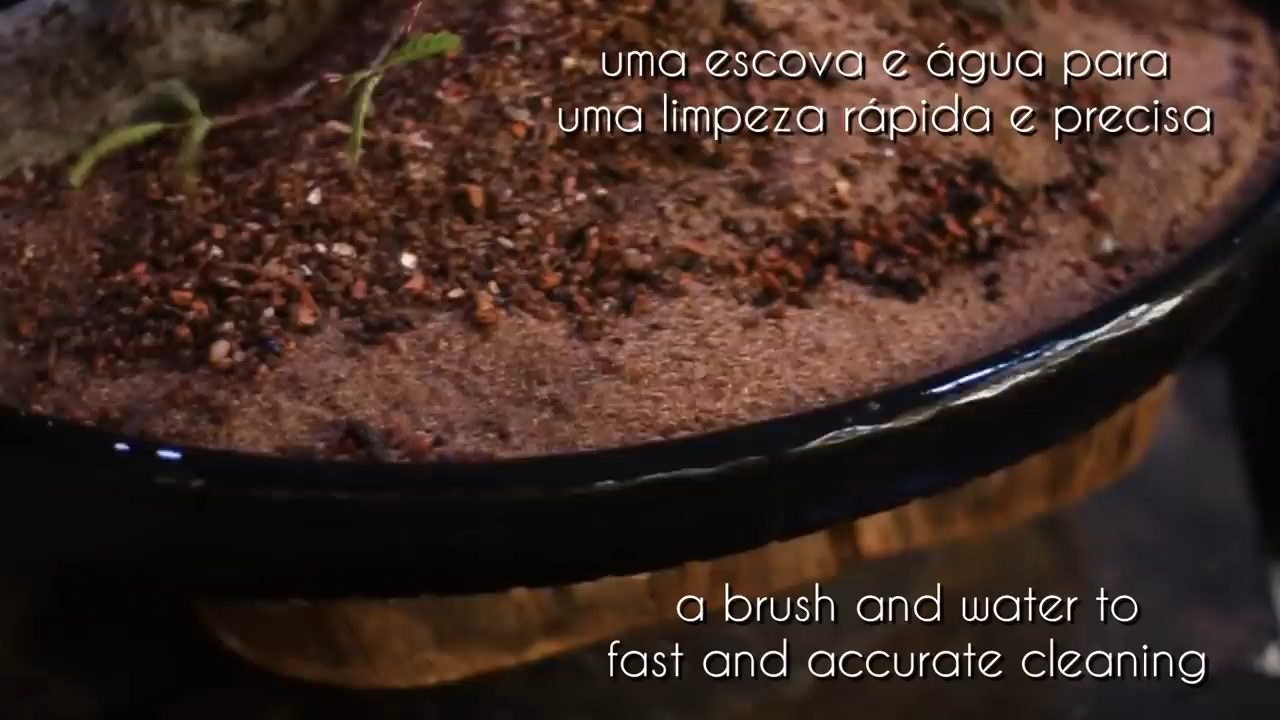 uma escova e água para
uma limpeza rápida e precisa
a brush and water to
fast and accurate cleaning